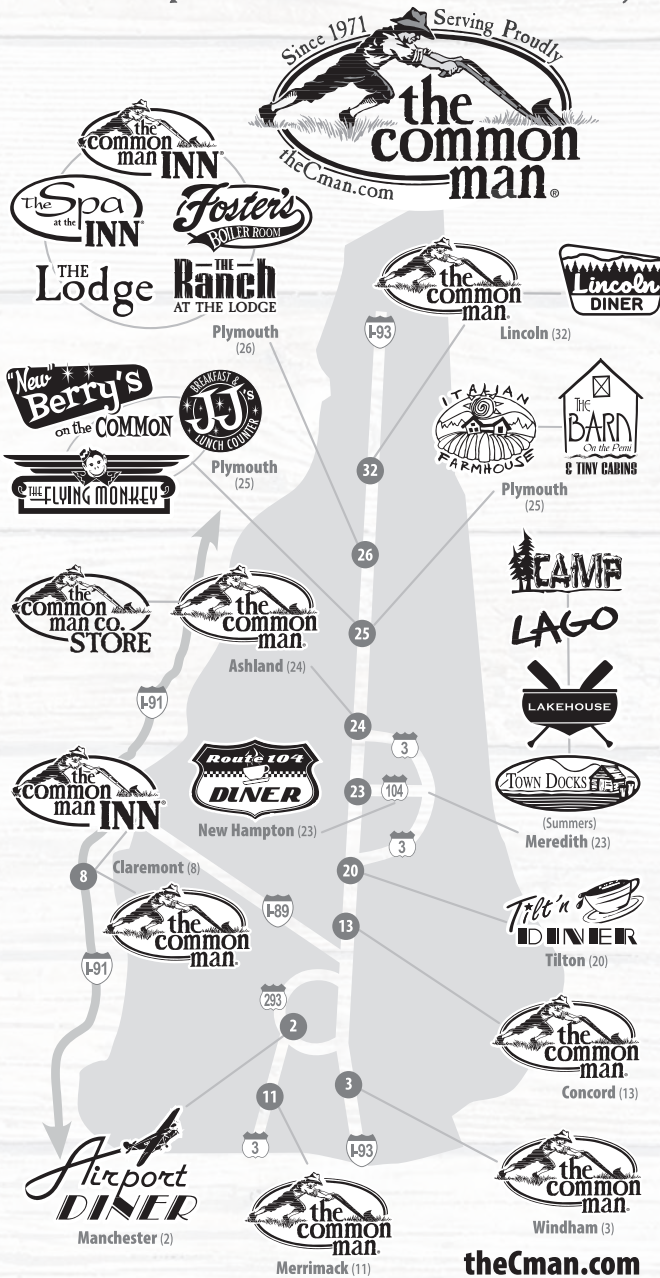 Since 1971
Serving Proudly
the
common
man®
theCman.com
the
common
man INN®
The Spa
at the
INN®
Foster's
BOILER ROOM
THE
Lodge
THE
Ranch
AT THE LODGE
Plymouth
(26)
the
common
man®
Lincoln
DINER
Lincoln (32)
I-93
"New"
Berry's
on the COMMON
BREAKFAST &
JJ's
LUNCH COUNTER
THE FLYING MONKEY
Plymouth
(25)
ITALIAN
FARMHOUSE
THE
BARN
On the Pemi
& TINY CABINS
Plymouth
(25)
32
26
25
the
common
man co.
STORE
the
common
man®
Ashland (24)
CAMP
LAGO
LAKEHOUSE
TOWN DOCKS
(Summers)
Meredith (23)
I-91
24
3
the
common
man INN®
Route 104
DINER
New Hampton (23)
23
104
3
20
8
Claremont (8)
the
common
man®
I-89
13
Tilt'n
DINER
Tilton (20)
I-91
293
2
the
common
man®
Concord (13)
11
3
3
I-93
Airport
DINER
Manchester (2)
the
common
man®
Merrimack (11)
the
common
man®
Windham (3)
theCman.com